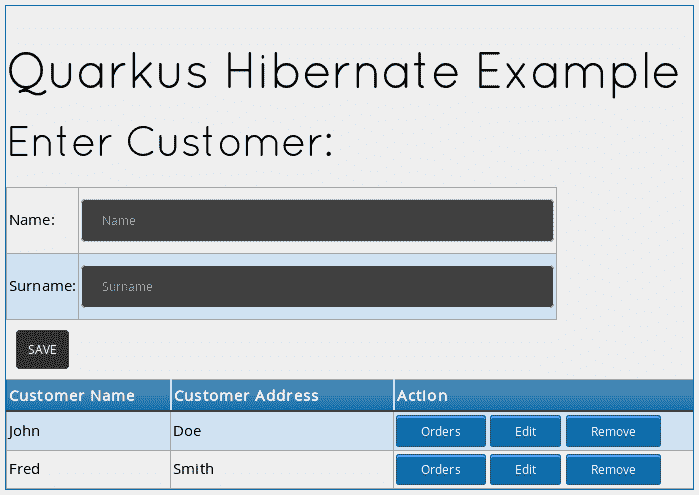 Quarkus Hibernate Example
Enter Customer:
Name: Name
Surname: Surname
SAVE
Customer Name Customer Address Action
John Doe Orders Edit Remove
Fred Smith Orders Edit Remove